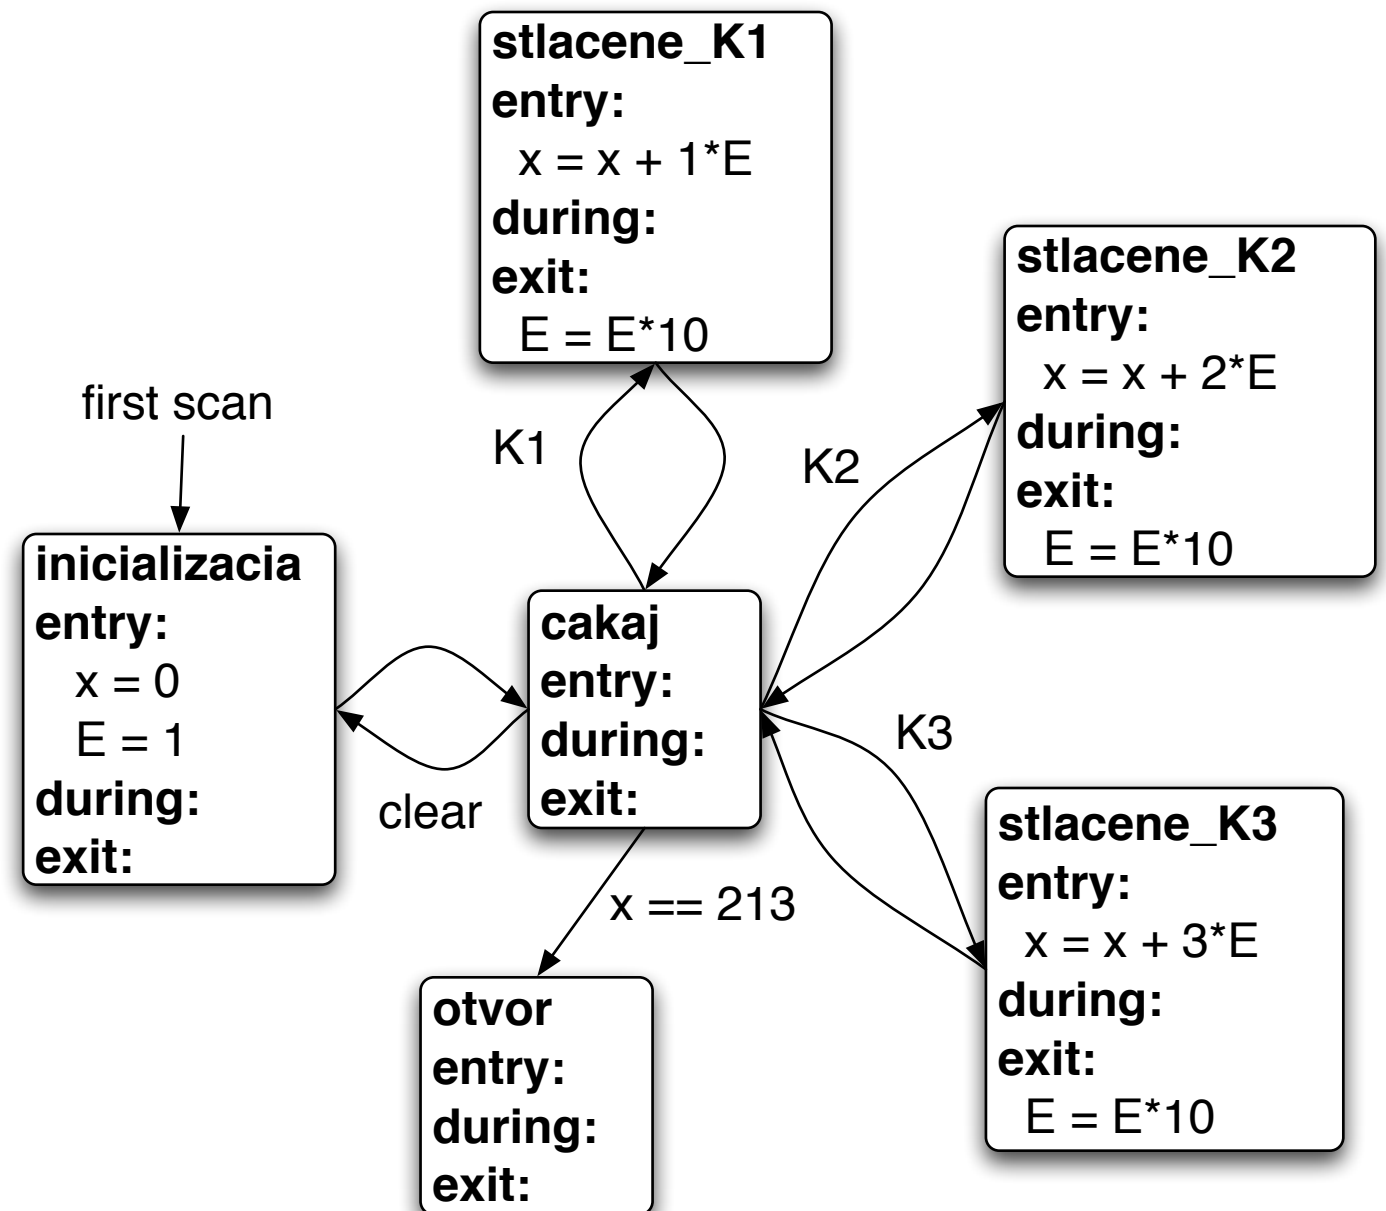 stlacene_K1
entry:
x = x + 1*E
during:
exit:
E = E*10
stlacene_K2
entry:
x = x + 2*E
during:
exit:
E = E*10
first scan
K1
K2
inicializacia
entry:
x = 0
E = 1
during:
exit:
cakaj
entry:
during:
exit:
clear
K3
x == 213
stlacene_K3
entry:
x = x + 3*E
during:
exit:
E = E*10
otvor
entry:
during:
exit: